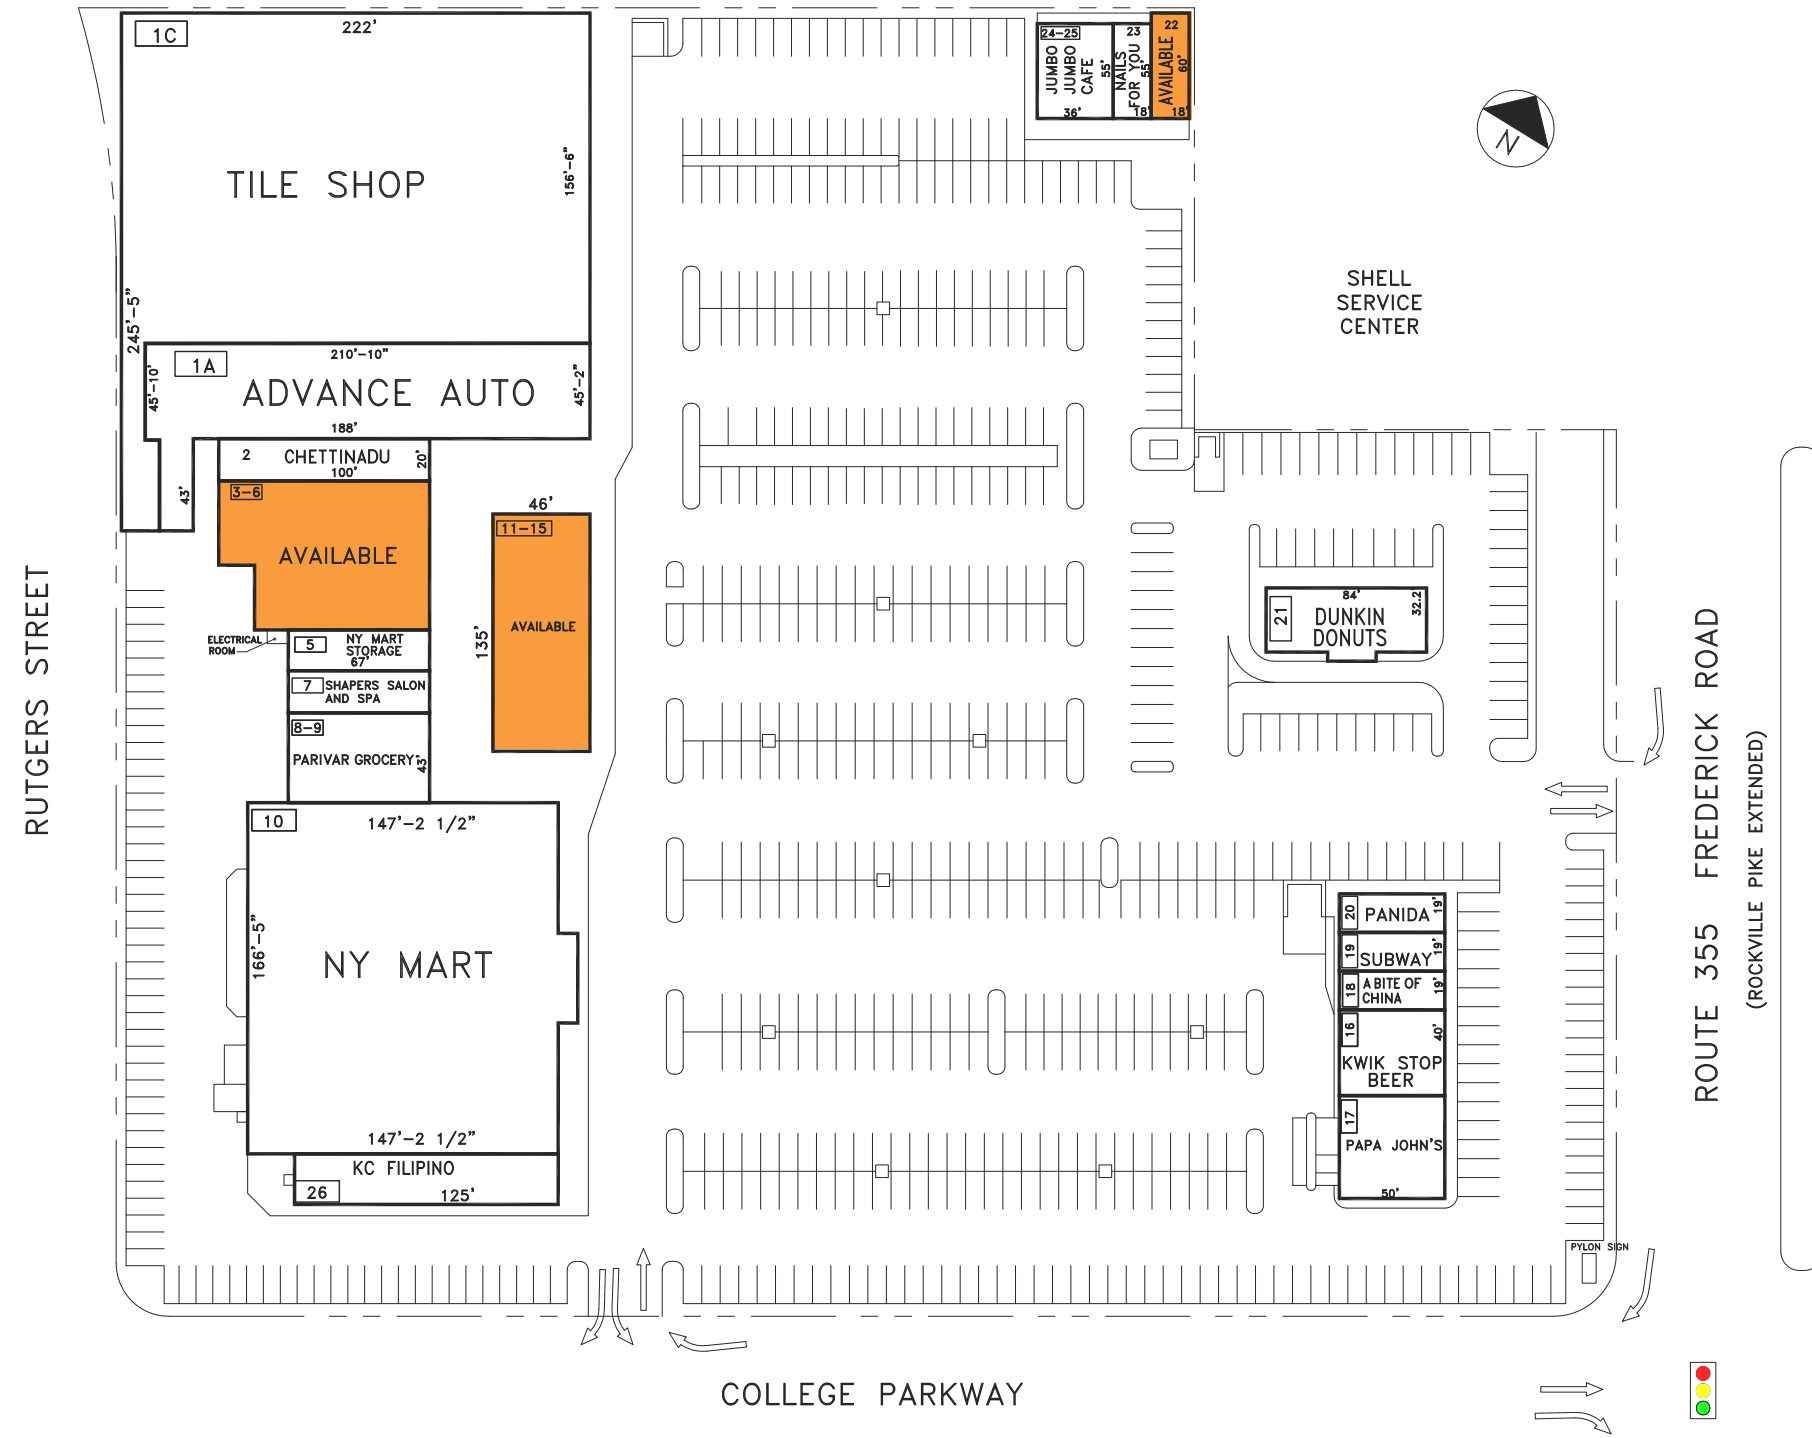 1C
222'
156'-6"
TILE SHOP
245'-5"
1A
210'-10"
45'-10'
ADVANCE AUTO
45'-2"
188'
2
CHETTINADU
100'
20'
43'
3-6
AVAILABLE
46'
11-15
AVAILABLE
135'
ELECTRICAL
ROOM
5
NY MART
STORAGE
67'
7
SHAPERS SALON
AND SPA
8-9
PARIVAR GROCERY
43'
10
147'-2 1/2"
166'-5"
NY MART
147'-2 1/2"
KC FILIPINO
26
125'
24-25
JUMBO
JUMBO
CAFE
55'
36'
23
NAILS
FOR YOU
55'
18'
22
AVAILABLE
60'
18'
N
SHELL
SERVICE
CENTER
84'
32.2
21
DUNKIN
DONUTS
20
PANIDA
19'
19
SUBWAY
19'
18
A BITE OF
CHINA
19'
16
40'
KWIK STOP
BEER
17
PAPA JOHN'S
50'
PYLON SIGN
RUTGERS STREET
ROUTE 355 FREDERICK ROAD
(ROCKVILLE PIKE EXTENDED)
COLLEGE PARKWAY